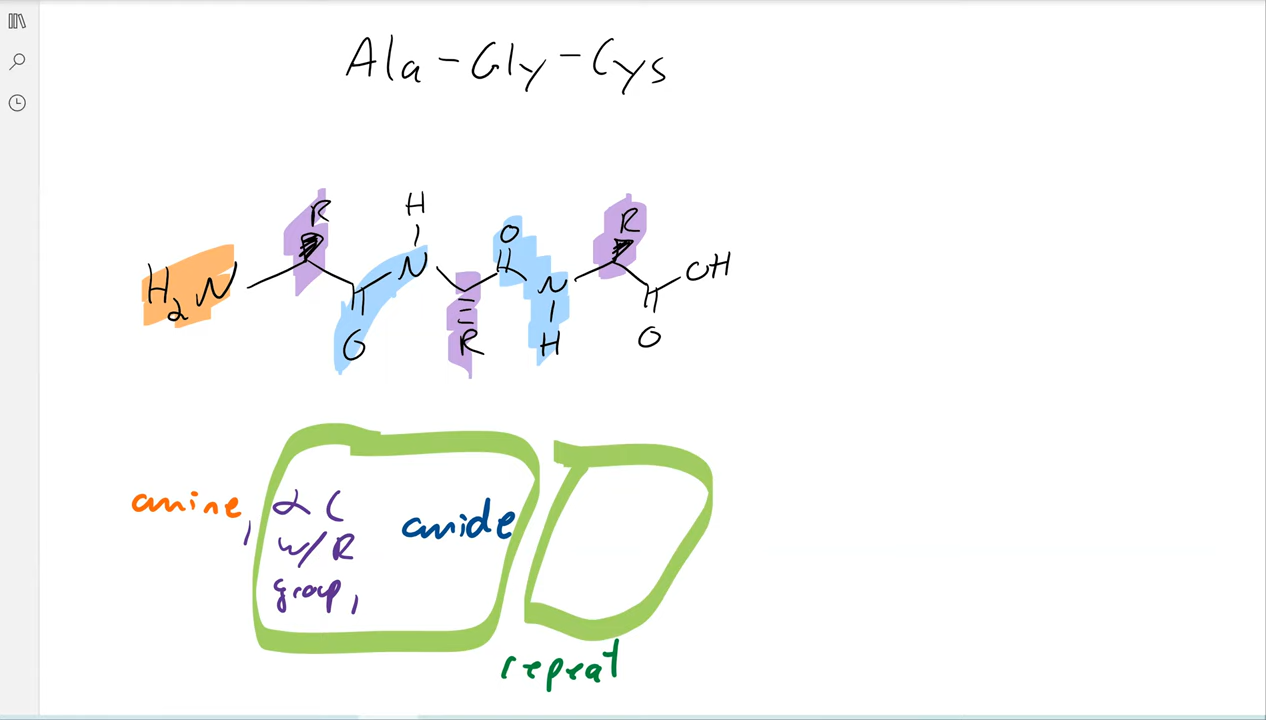 Ala-Gly-Cys
R H O R
H₂N N N OH
O R H O
amine, α C amide
w/R
group,
repeat